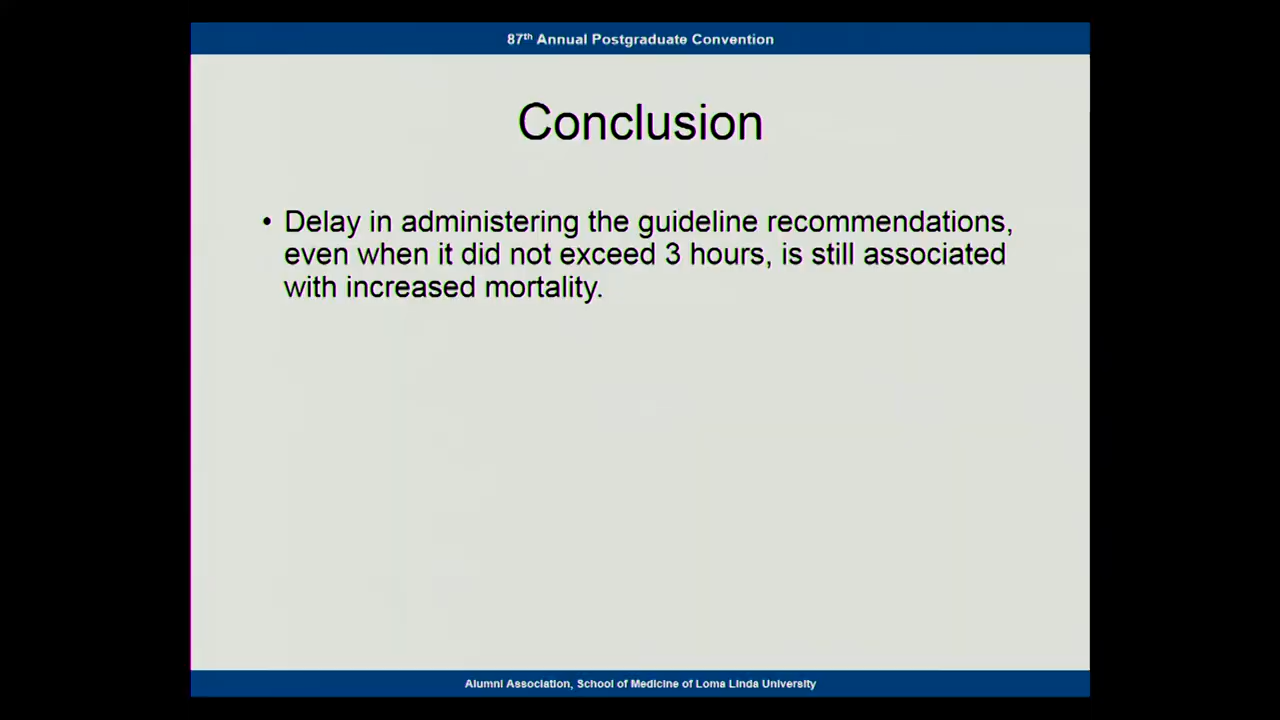 87th Annual Postgraduate Convention
Conclusion
• Delay in administering the guideline recommendations,
even when it did not exceed 3 hours, is still associated
with increased mortality.
Alumni Association, School of Medicine of Loma Linda University